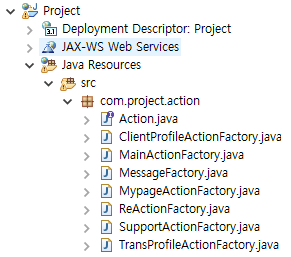 Project
Deployment Descriptor: Project
JAX-WS Web Services
Java Resources
src
com.project.action
Action.java
ClientProfileActionFactory.java
MainActionFactory.java
MessageFactory.java
MypageActionFactory.java
ReActionFactory.java
SupportActionFactory.java
TransProfileActionFactory.java